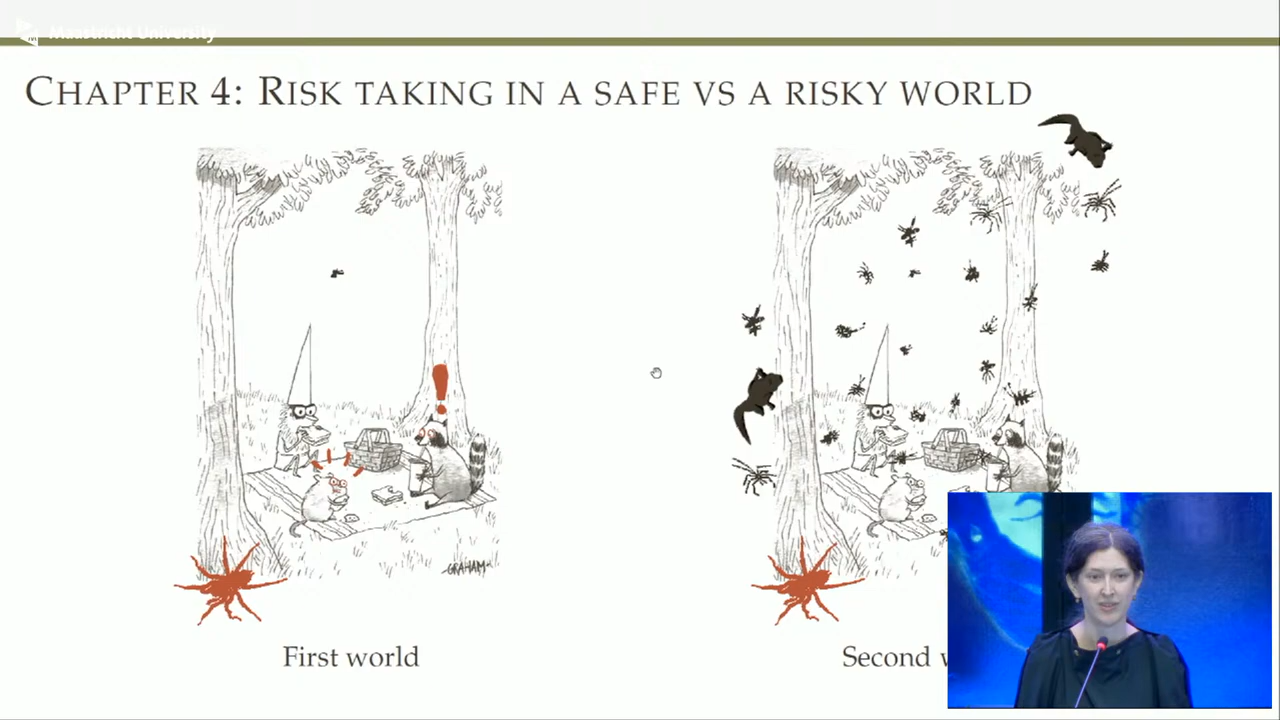 Maastricht University
CHAPTER 4: RISK TAKING IN A SAFE VS A RISKY WORLD
!
GRAHAM
First world
Second w